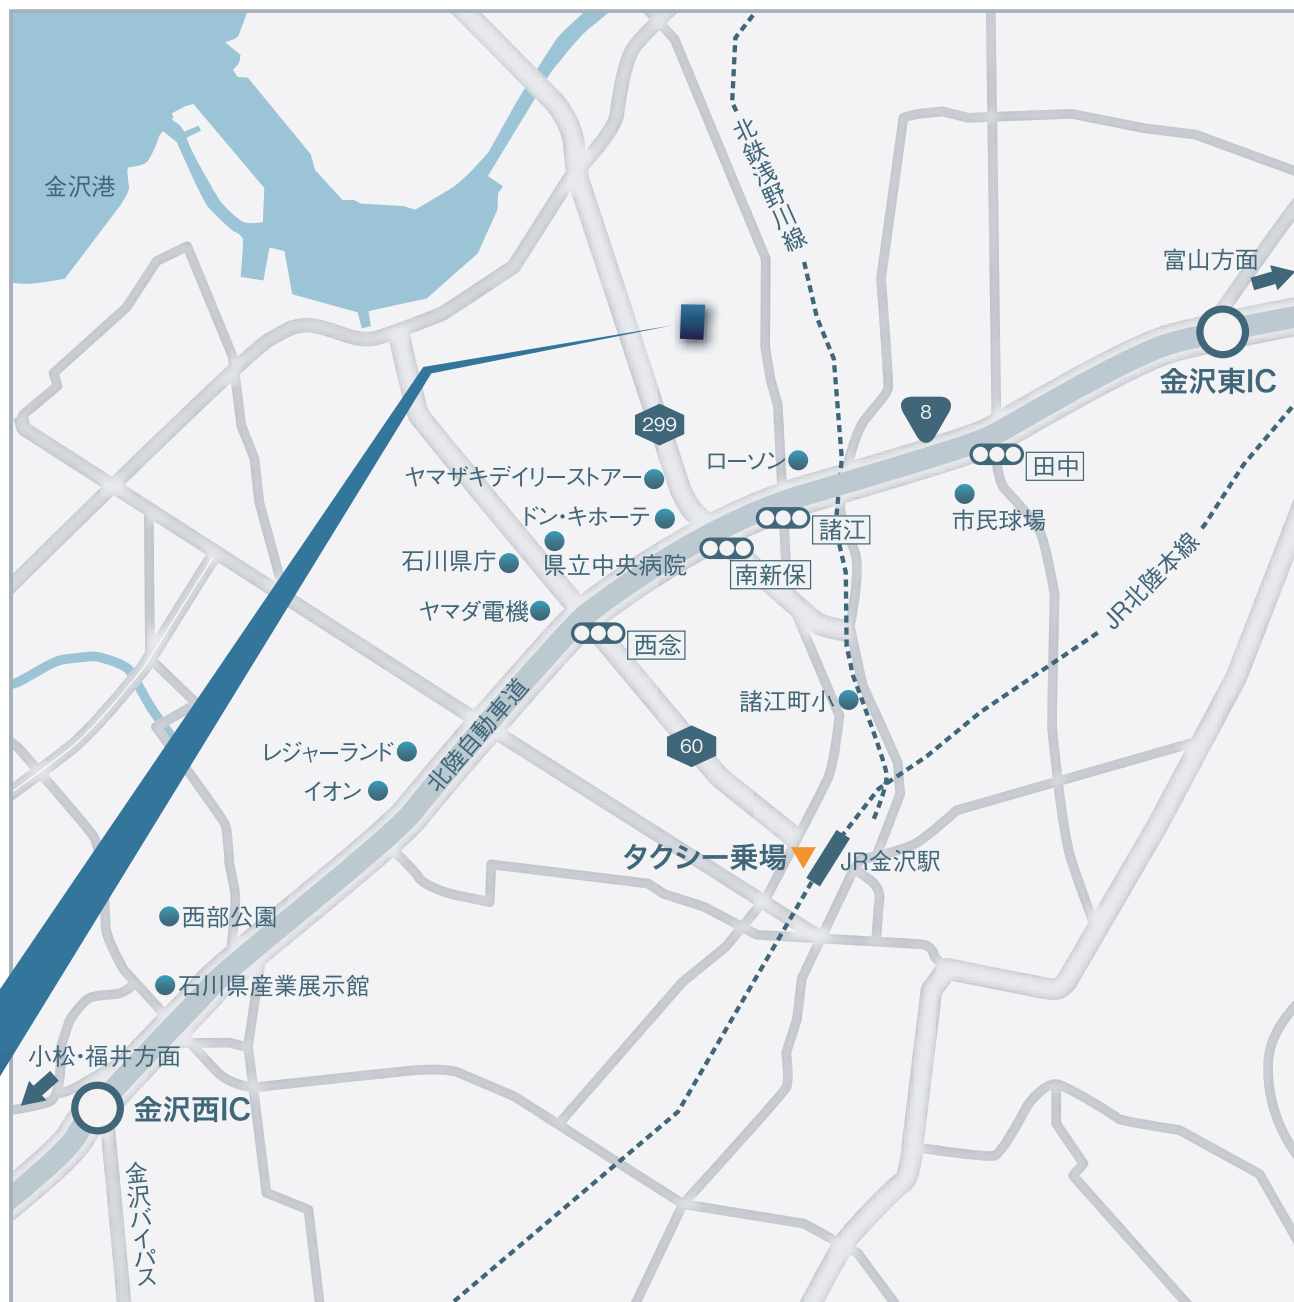 北鉄浅野川線
金沢港
富山方面
金沢東IC
8
299
ローソン
田中
ヤマザキデイリーストアー
市民球場
ドン・キホーテ
諸江
石川県庁
県立中央病院
南新保
JR北陸本線
ヤマダ電機
西念
諸江町小
北陸自動車道
60
レジャーランド
イオン
タクシー乗場
JR金沢駅
西部公園
石川県産業展示館
小松・福井方面
金沢西IC
金沢バイパス